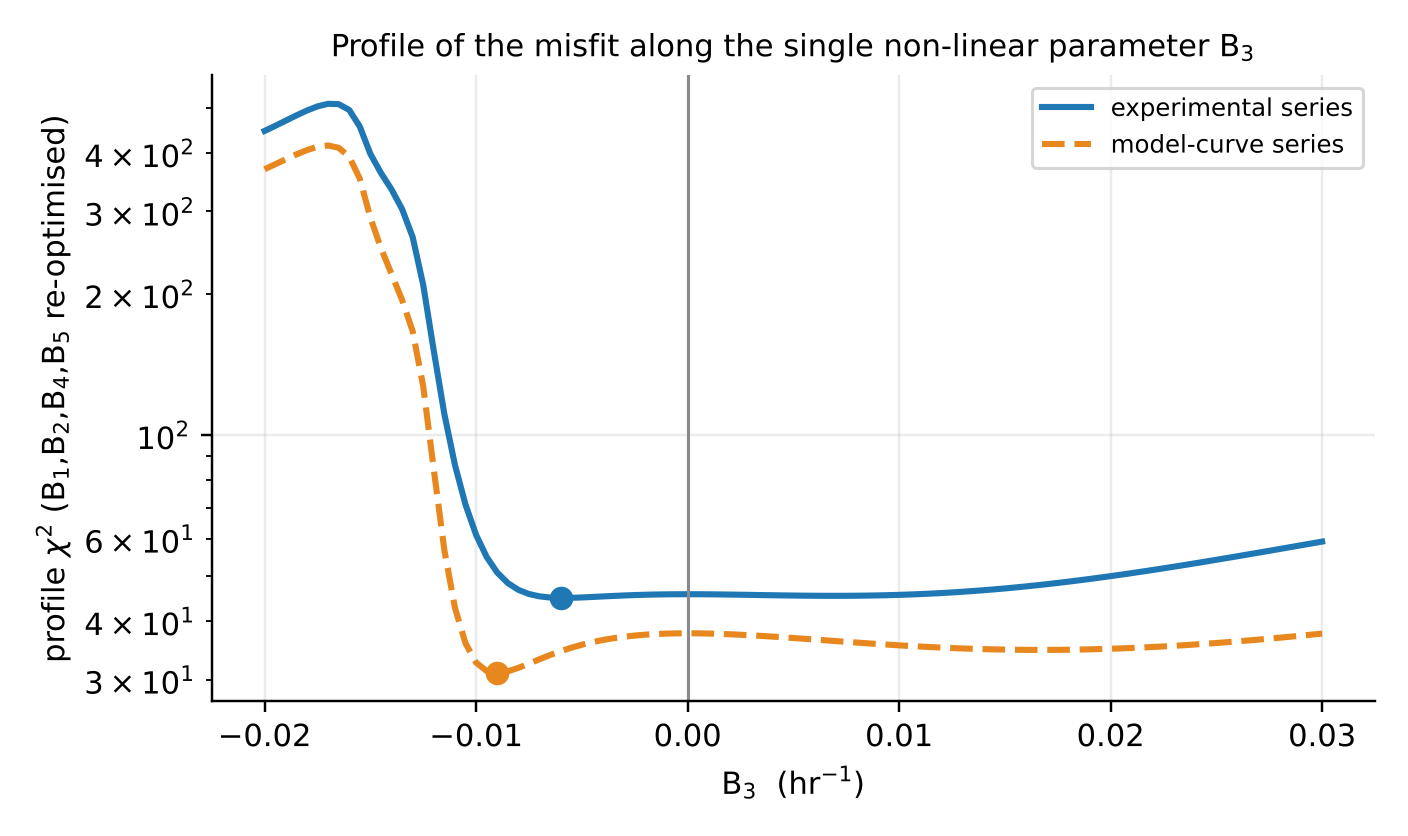 Profile of the misfit along the single non-linear parameter B₃
experimental series
model-curve series
profile χ² (B₁,B₂,B₄,B₅ re-optimised)
4 × 10²
3 × 10²
2 × 10²
10²
6 × 10¹
4 × 10¹
3 × 10¹
−0.02
−0.01
0.00
0.01
0.02
0.03
B₃ (hr⁻¹)